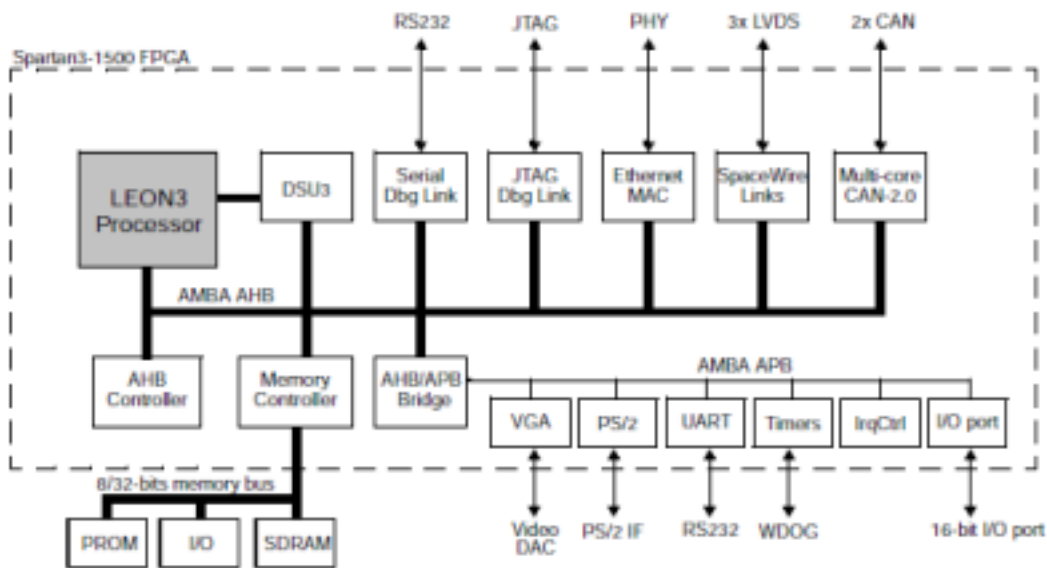 RS232 JTAG PHY 3x LVDS 2x CAN
Spartan3-1500 FPGA
LEON3
Processor
DSU3
Serial
Dbg Link
JTAG
Dbg Link
Ethernet
MAC
SpaceWire
Links
Multi-core
CAN-2.0
AMBA AHB
AHB
Controller
Memory
Controller
AHB/APB
Bridge
AMBA APB
VGA
PS/2
UART
Timers
IrqCtrl
I/O port
8/32-bits memory bus
PROM
I/O
SDRAM
Video
DAC
PS/2 IF
RS232
WDOG
16-bit I/O port